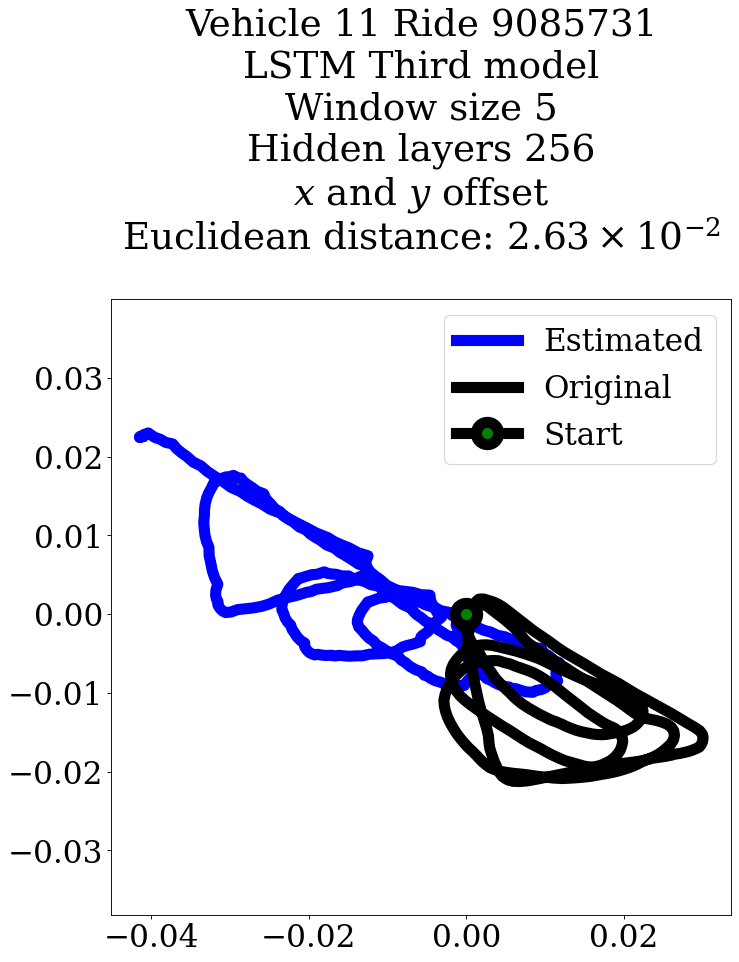 Vehicle 11 Ride 9085731
LSTM Third model
Window size 5
Hidden layers 256
x and y offset
Euclidean distance: 2.63 × 10⁻²
Estimated
Original
Start
0.03
0.02
0.01
0.00
−0.01
−0.02
−0.03
−0.04 −0.02 0.00 0.02